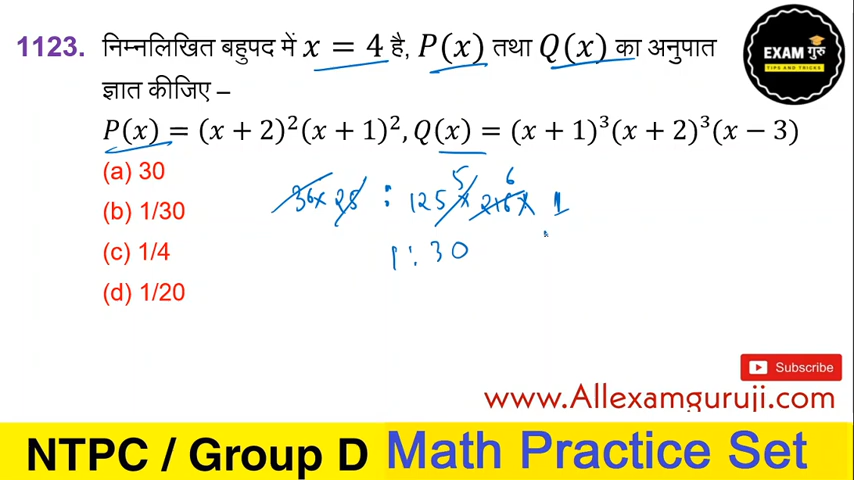 1123. निम्नलिखित बहुपद में x = 4 है, P(x) तथा Q(x) का अनुपात
ज्ञात कीजिए –
P(x) = (x + 2)²(x + 1)², Q(x) = (x + 1)³(x + 2)³(x − 3)
(a) 30
(b) 1/30
(c) 1/4
(d) 1/20
5 6
36 x 25 : 125 x 216 x 1
1 : 30
EXAM गुरु
TIPS AND TRICKS
Subscribe
www.Allexamguruji.com
NTPC / Group D Math Practice Set